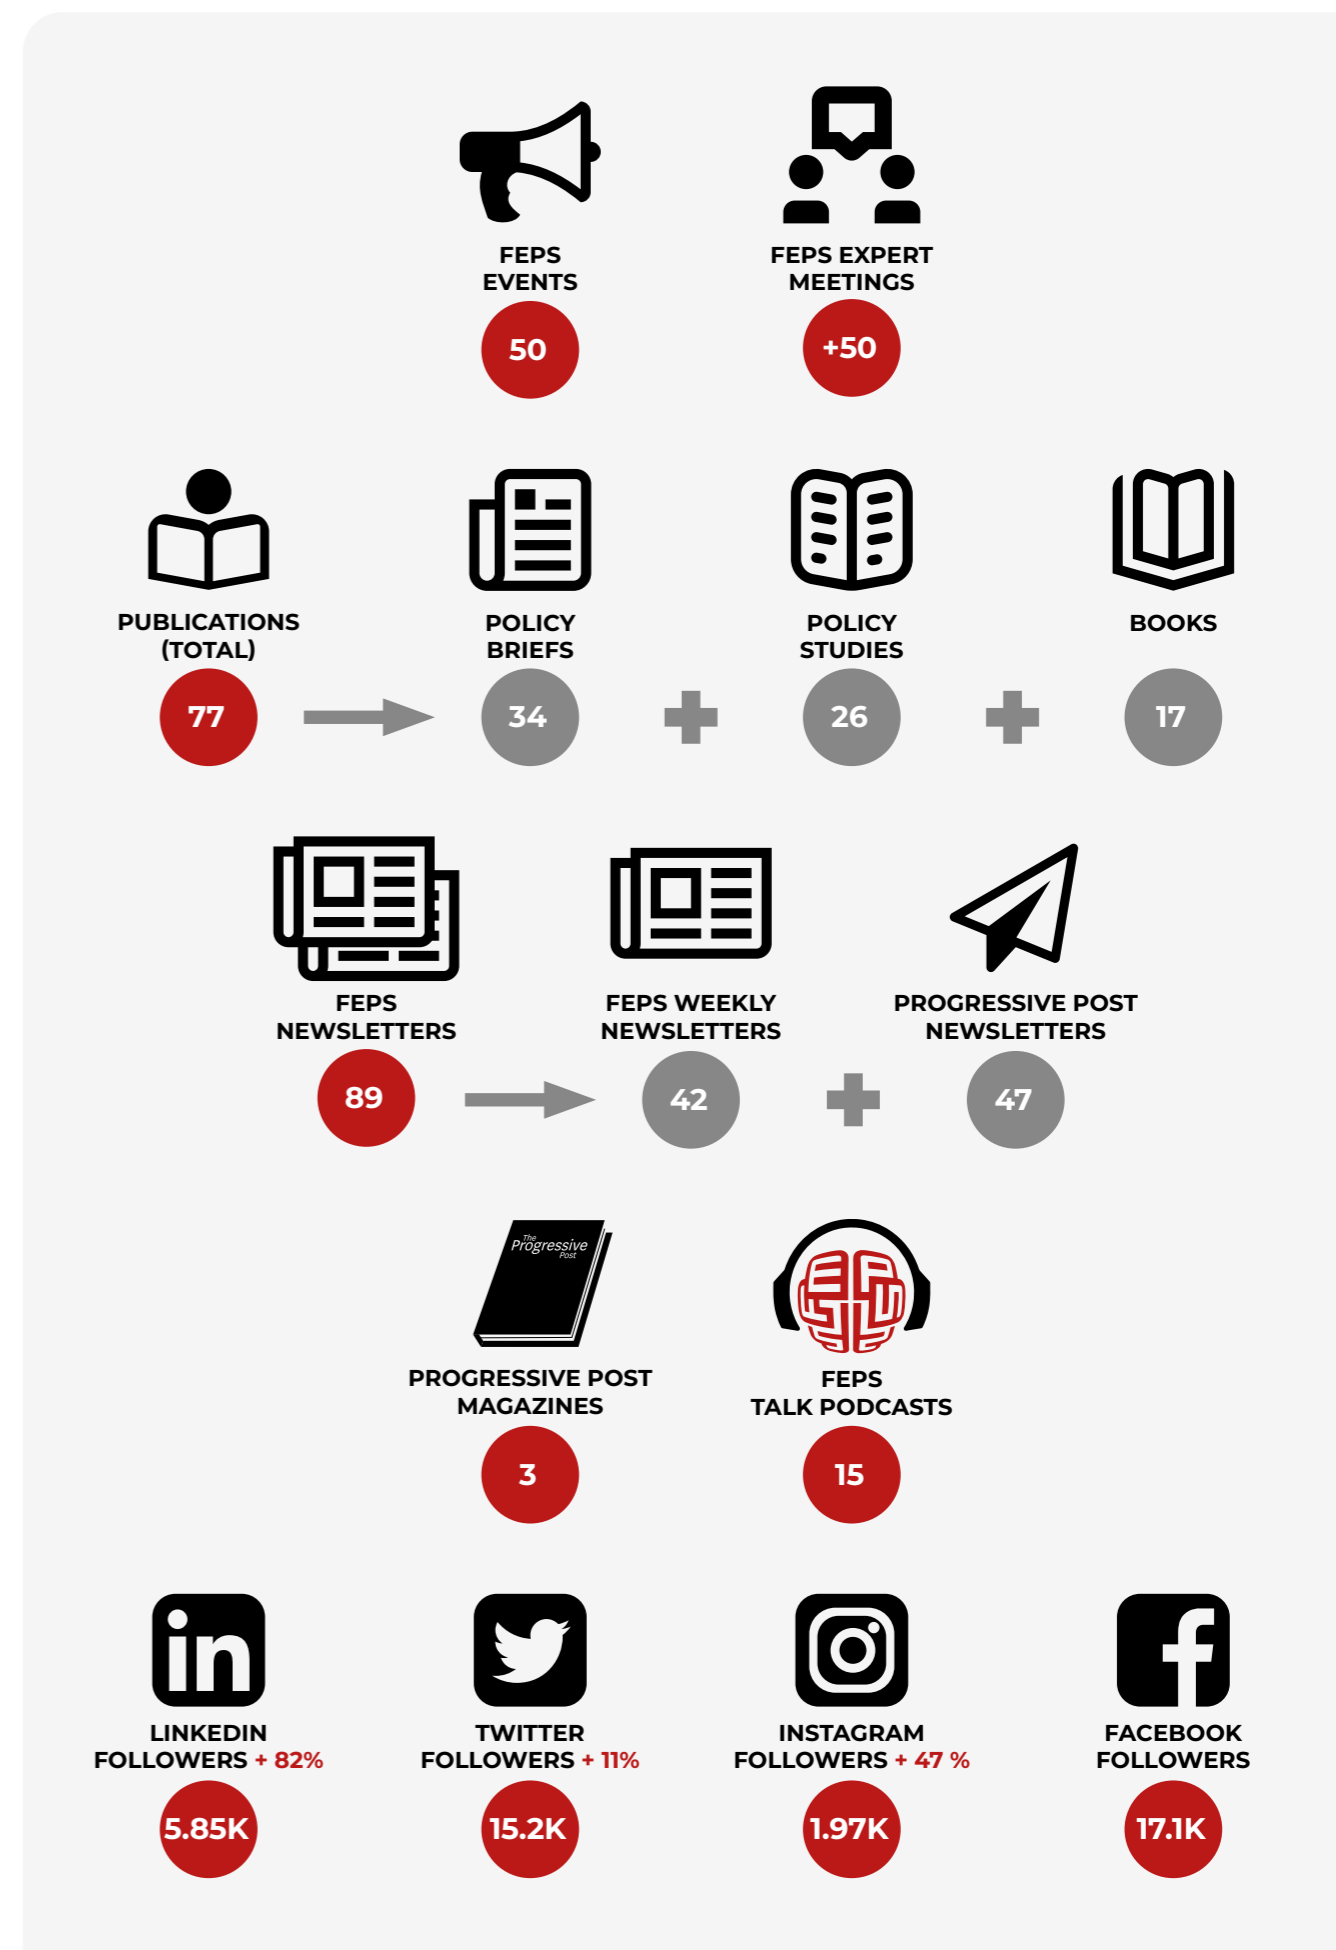 FEPS
EVENTS
50
FEPS EXPERT
MEETINGS
+50
PUBLICATIONS
(TOTAL)
77
POLICY
BRIEFS
34
POLICY
STUDIES
26
BOOKS
17
FEPS
NEWSLETTERS
89
FEPS WEEKLY
NEWSLETTERS
42
PROGRESSIVE POST
NEWSLETTERS
47
The
Progressive
Post
PROGRESSIVE POST
MAGAZINES
3
FEPS
TALK PODCASTS
15
in
LINKEDIN
FOLLOWERS + 82%
5.85K
TWITTER
FOLLOWERS + 11%
15.2K
INSTAGRAM
FOLLOWERS + 47 %
1.97K
f
FACEBOOK
FOLLOWERS
17.1K